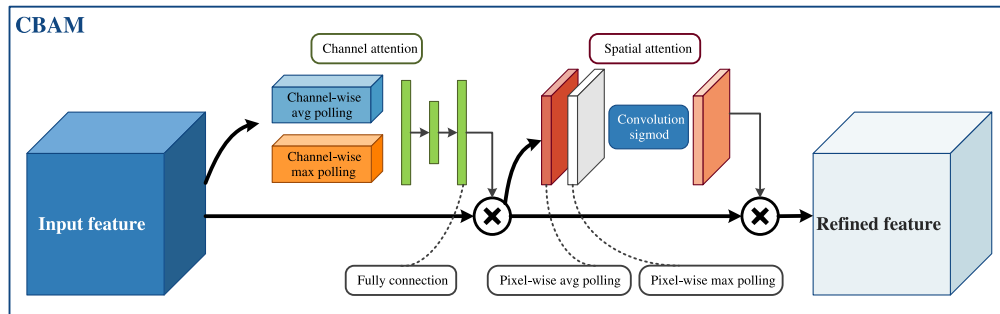 CBAM
Channel attention
Spatial attention
Channel-wise
avg polling
Channel-wise
max polling
Convolution
sigmod
Input feature
Refined feature
Fully connection
Pixel-wise avg polling
Pixel-wise max polling